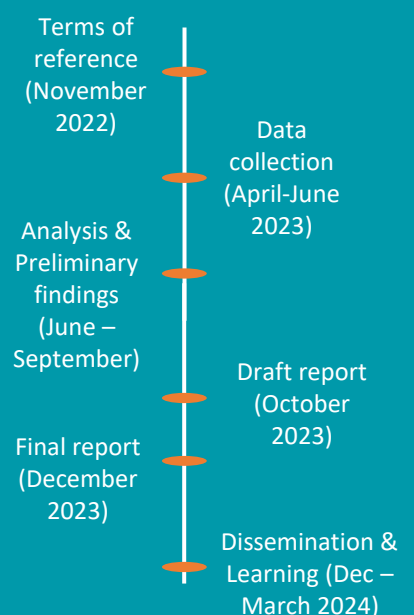 Terms of
reference
(November
2022)
Data
collection
(April-June
2023)
Analysis &
Preliminary
findings
(June –
September)
Draft report
(October
2023)
Final report
(December
2023)
Dissemination &
Learning (Dec –
March 2024)